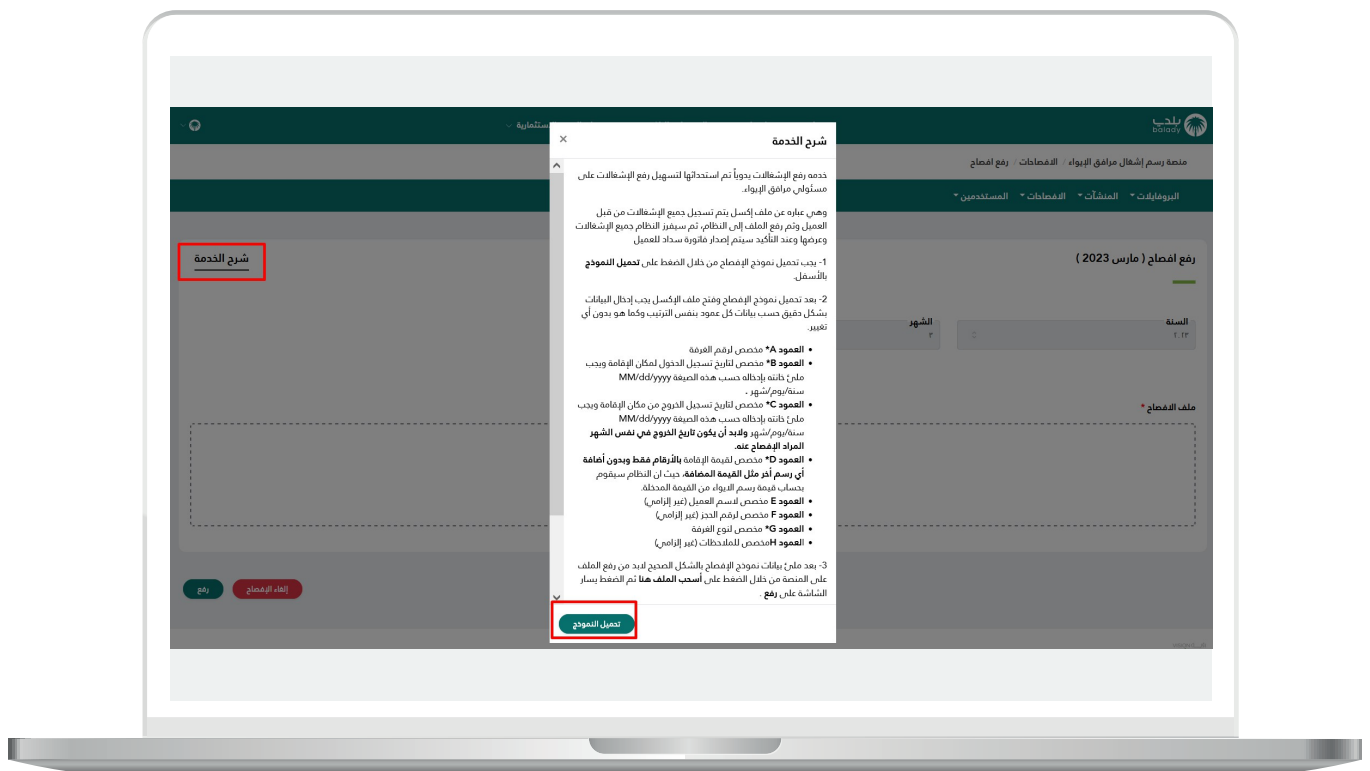 بلدي
balady
ستثمارية
منصة رسم إشغال مرافق الإيواء / الافصاحات / رفع افصاح
البروفايلات المنشآت الافصاحات المستخدمين
رفع افصاح ( مارس 2023 )
شرح الخدمة
السنة
٢٠٢٣
الشهر
٣
ملف الافصاح *
إلغاء الإفصاح
رفع
شرح الخدمة
×
خدمه رفع الإشغالات يدوياً تم استحداثها لتسهيل رفع الإشغالات على
مسئولي مرافق الإيواء.
وهي عباره عن ملف إكسل يتم تسجيل جميع الإشغالات من قبل
العميل وثم رفع الملف إلى النظام، ثم سيفرز النظام جميع الإشغالات
وعرضها وعند التأكيد سيتم إصدار فاتورة سداد للعميل
1- يجب تحميل نموذج الإفصاح من خلال الضغط على تحميل النموذج
بالأسفل.
2- بعد تحميل نموذج الإفصاح وفتح ملف الإكسل يجب إدخال البيانات
بشكل دقيق حسب بيانات كل عمود بنفس الترتيب وكما هو بدون أي
تغيير.
• العمود A* مخصص لرقم الغرفة
• العمود B* مخصص لتاريخ تسجيل الدخول لمكان الإقامة ويجب
ملئ خانته بإدخاله حسب هذه الصيغة MM/dd/yyyy
سنة/يوم/شهر .
• العمود C* مخصص لتاريخ تسجيل الخروج من مكان الإقامة ويجب
ملئ خانته بإدخاله حسب هذه الصيغة MM/dd/yyyy
سنة/يوم/شهر ولابد أن يكون تاريخ الخروج في نفس الشهر
المراد الإفصاح عنه.
• العمود D* مخصص لقيمة الإقامة بالأرقام فقط وبدون أضافة
أي رسم أخر مثل القيمة المضافة، حيث ان النظام سيقوم
بحساب قيمة رسم الايواء من القيمة المدخلة.
• العمود E مخصص لاسم العميل (غير إلزامي)
• العمود F مخصص لرقم الحجز (غير إلزامي)
• العمود G* مخصص لنوع الغرفة
• العمود Hمخصص للملاحظات (غير إلزامي)
3- بعد ملئ بيانات نموذج الإفصاح بالشكل الصحيح لابد من رفع الملف
على المنصة من خلال الضغط على أسحب الملف هنا ثم الضغط يسار
الشاشة على رفع .
تحميل النموذج